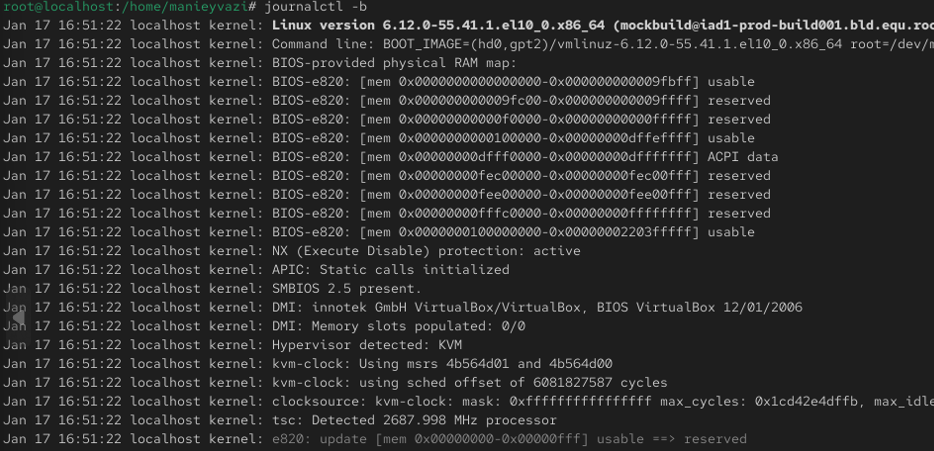 root@localhost:/home/manieyvazi# journalctl -b
Jan 17 16:51:22 localhost kernel: Linux version 6.12.0-55.41.1.el10_0.x86_64 (mockbuild@iad1-prod-build001.bld.equ.roc
Jan 17 16:51:22 localhost kernel: Command line: BOOT_IMAGE=(hd0,gpt2)/vmlinuz-6.12.0-55.41.1.el10_0.x86_64 root=/dev/m
Jan 17 16:51:22 localhost kernel: BIOS-provided physical RAM map:
Jan 17 16:51:22 localhost kernel: BIOS-e820: [mem 0x0000000000000000-0x000000000009fbff] usable
Jan 17 16:51:22 localhost kernel: BIOS-e820: [mem 0x000000000009fc00-0x000000000009ffff] reserved
Jan 17 16:51:22 localhost kernel: BIOS-e820: [mem 0x00000000000f0000-0x00000000000fffff] reserved
Jan 17 16:51:22 localhost kernel: BIOS-e820: [mem 0x0000000000100000-0x00000000dffeffff] usable
Jan 17 16:51:22 localhost kernel: BIOS-e820: [mem 0x00000000dfff0000-0x00000000dfffffff] ACPI data
Jan 17 16:51:22 localhost kernel: BIOS-e820: [mem 0x00000000fec00000-0x00000000fec00fff] reserved
Jan 17 16:51:22 localhost kernel: BIOS-e820: [mem 0x00000000fee00000-0x00000000fee00fff] reserved
Jan 17 16:51:22 localhost kernel: BIOS-e820: [mem 0x00000000fffc0000-0x00000000ffffffff] reserved
Jan 17 16:51:22 localhost kernel: BIOS-e820: [mem 0x0000000100000000-0x00000002203fffff] usable
Jan 17 16:51:22 localhost kernel: NX (Execute Disable) protection: active
Jan 17 16:51:22 localhost kernel: APIC: Static calls initialized
Jan 17 16:51:22 localhost kernel: SMBIOS 2.5 present.
Jan 17 16:51:22 localhost kernel: DMI: innotek GmbH VirtualBox/VirtualBox, BIOS VirtualBox 12/01/2006
Jan 17 16:51:22 localhost kernel: DMI: Memory slots populated: 0/0
Jan 17 16:51:22 localhost kernel: Hypervisor detected: KVM
Jan 17 16:51:22 localhost kernel: kvm-clock: Using msrs 4b564d01 and 4b564d00
Jan 17 16:51:22 localhost kernel: kvm-clock: using sched offset of 6081827587 cycles
Jan 17 16:51:22 localhost kernel: clocksource: kvm-clock: mask: 0xffffffffffffffff max_cycles: 0x1cd42e4dffb, max_idle
Jan 17 16:51:22 localhost kernel: tsc: Detected 2687.998 MHz processor
Jan 17 16:51:22 localhost kernel: e820: update [mem 0x00000000-0x00000fff] usable ==> reserved